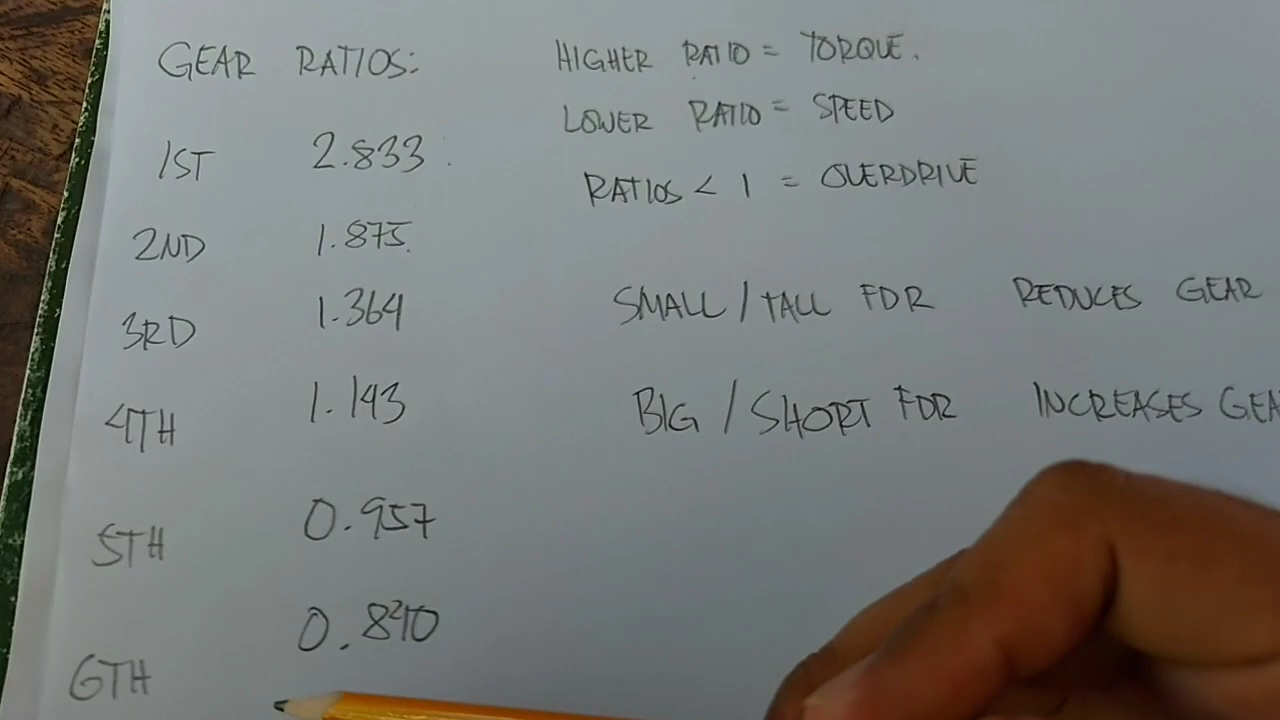 GEAR RATIOS:
1ST 2.833
2ND 1.875
3RD 1.364
4TH 1.143
5TH 0.957
6TH 0.840
HIGHER RATIO = TORQUE.
LOWER RATIO = SPEED
RATIOS < 1 = OVERDRIVE
SMALL / TALL FDR REDUCES GEAR
BIG / SHORT FDR INCREASES GEA